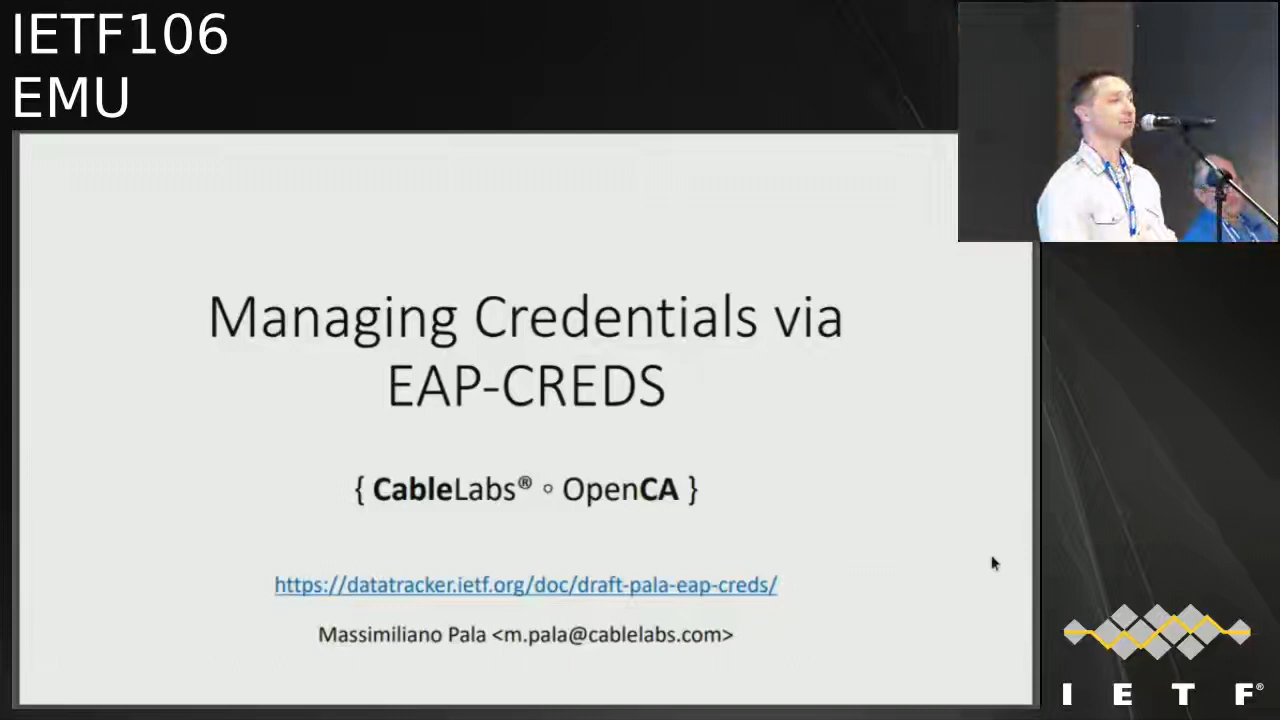 IETF106
EMU
Managing Credentials via
EAP-CREDS
{ CableLabs® ◦ OpenCA }
https://datatracker.ietf.org/doc/draft-pala-eap-creds/
Massimiliano Pala <m.pala@cablelabs.com>
I E T F®